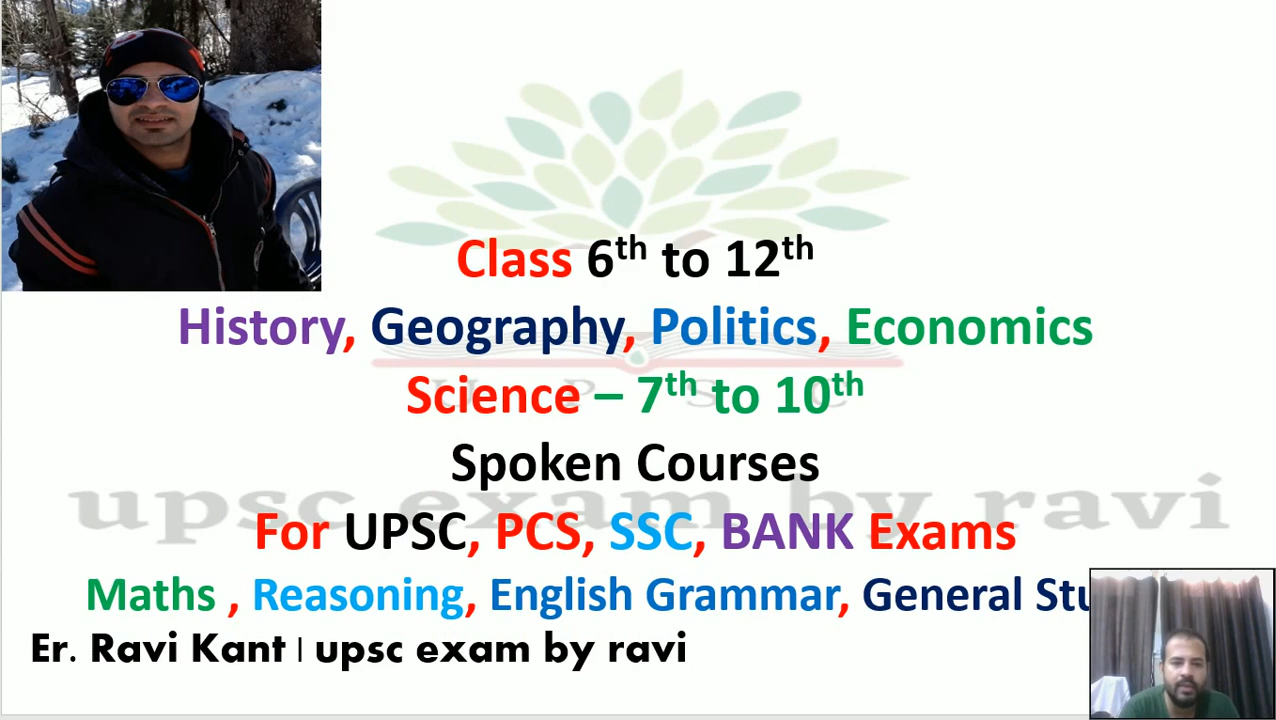 Class 6th to 12th
History, Geography, Politics, Economics
Science – 7th to 10th
U P S C
Spoken Courses
upsc exam by ravi
For UPSC, PCS, SSC, BANK Exams
Maths , Reasoning, English Grammar, General
Er. Ravi Kant | upsc exam by ravi